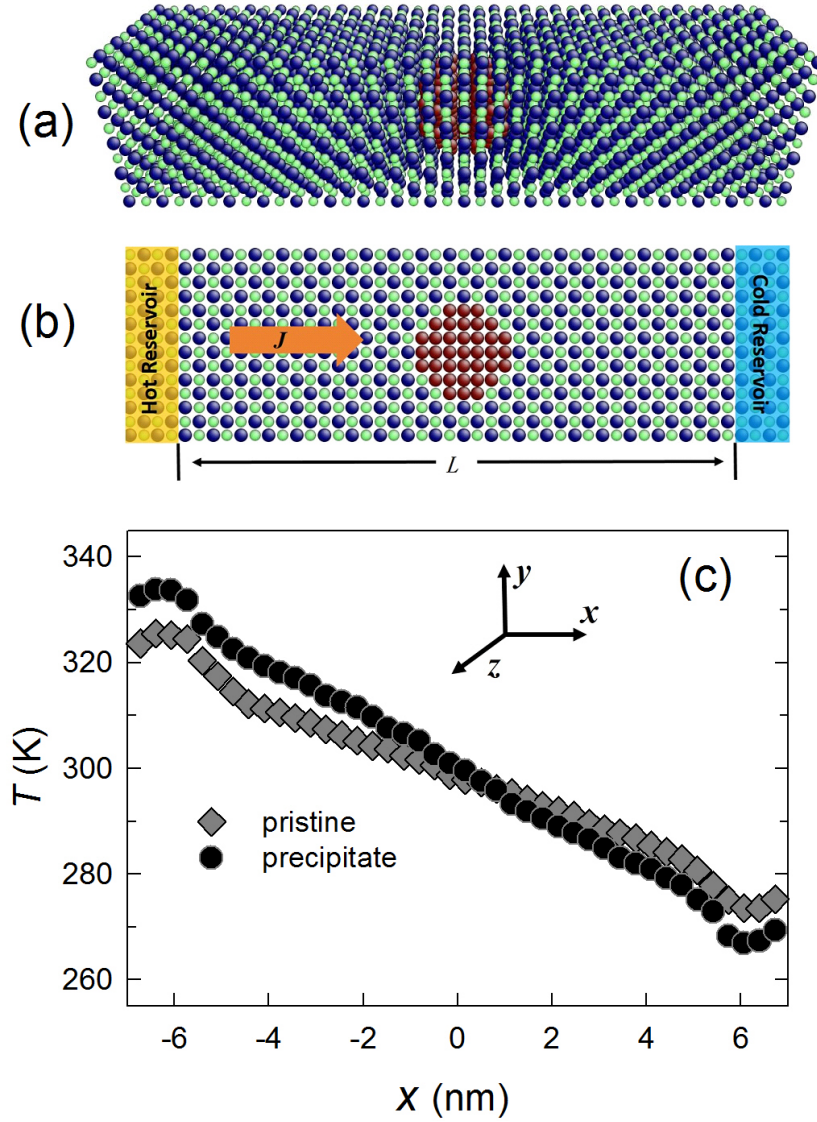 (a)
(b)
Hot Reservoir
J
Cold Reservoir
L
(c)
340
320
300
280
260
T (K)
y
x
z
pristine
precipitate
-6 -4 -2 0 2 4 6
x (nm)